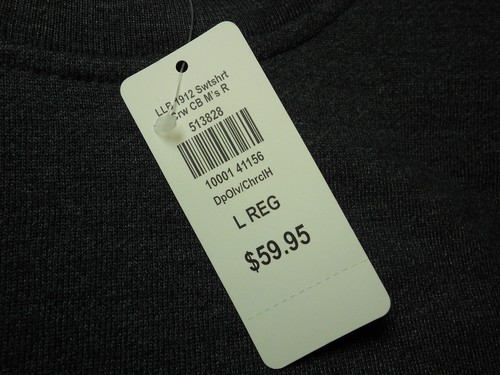 LLB 1912 Swtshrt
Crw CB M's R
513828
10001 41156
DpOlv/ChrclH
L REG
$59.95